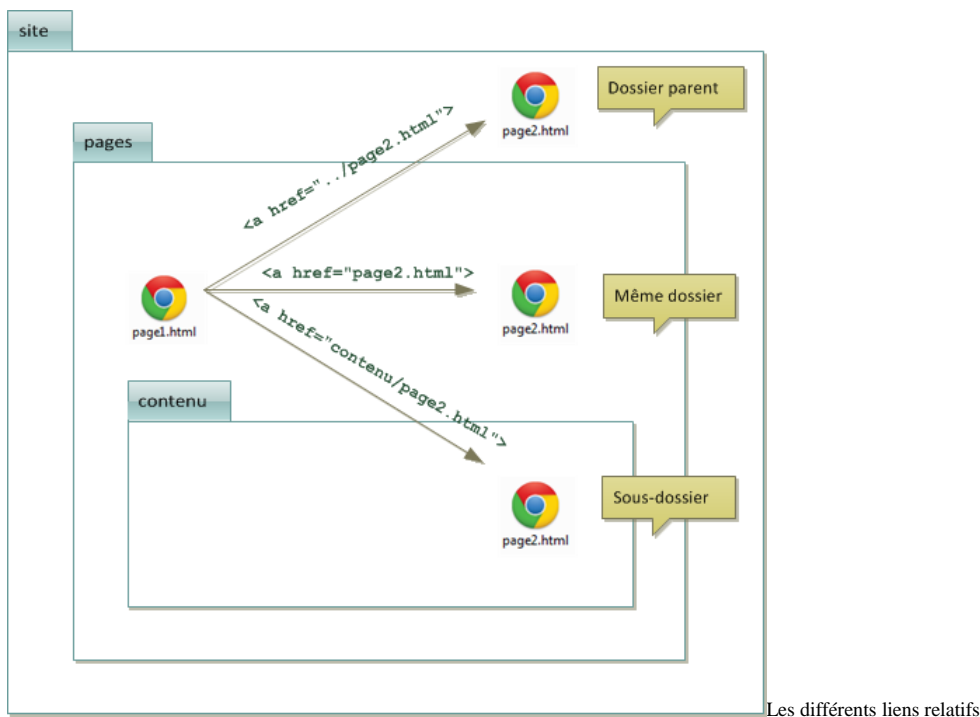 site
Dossier parent
page2.html
pages
<a href="../page2.html">
<a href="page2.html">
Même dossier
page1.html
page2.html
<a href="contenu/page2.html">
contenu
Sous-dossier
page2.html
Les différents liens relatifs